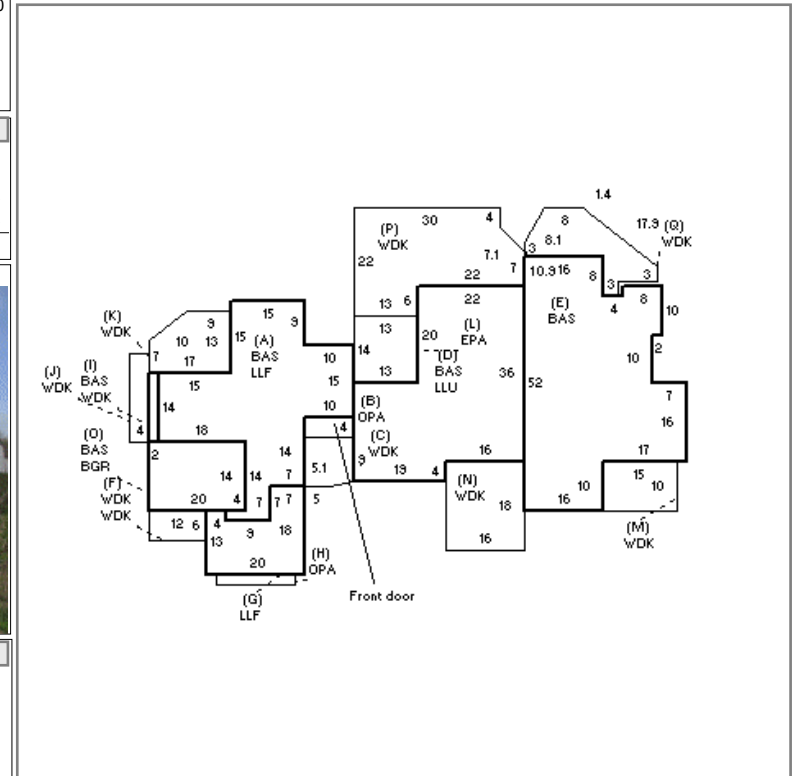 1.4
30
4
8
17.9
(P)
WDK
(Q)
WDK
8.1
3
7.1
22
7
22
10.9
16
8
3
3
13
6
22
4
8
10
(K)
WDK
9
15
9
(A)
BAS
LLF
15
10
13
7
17
10
13
14
13
20
(L)
EPA
(D)
BAS
LLU
(E)
BAS
2
10
36
52
(J)
WDK
(I)
BAS
WDK
15
14
15
10
(B)
OPA
7
16
4
18
4
(C)
WDK
(O)
BAS
BGR
2
14
14
14
7
5.1
9
19
4
16
17
(F)
WDK
WDK
20
4
7
7
7
5
(N)
WDK
18
16
15
10
10
16
12
6
4
13
9
18
20
16
(M)
WDK
(H)
OPA
(G)
LLF
Front door